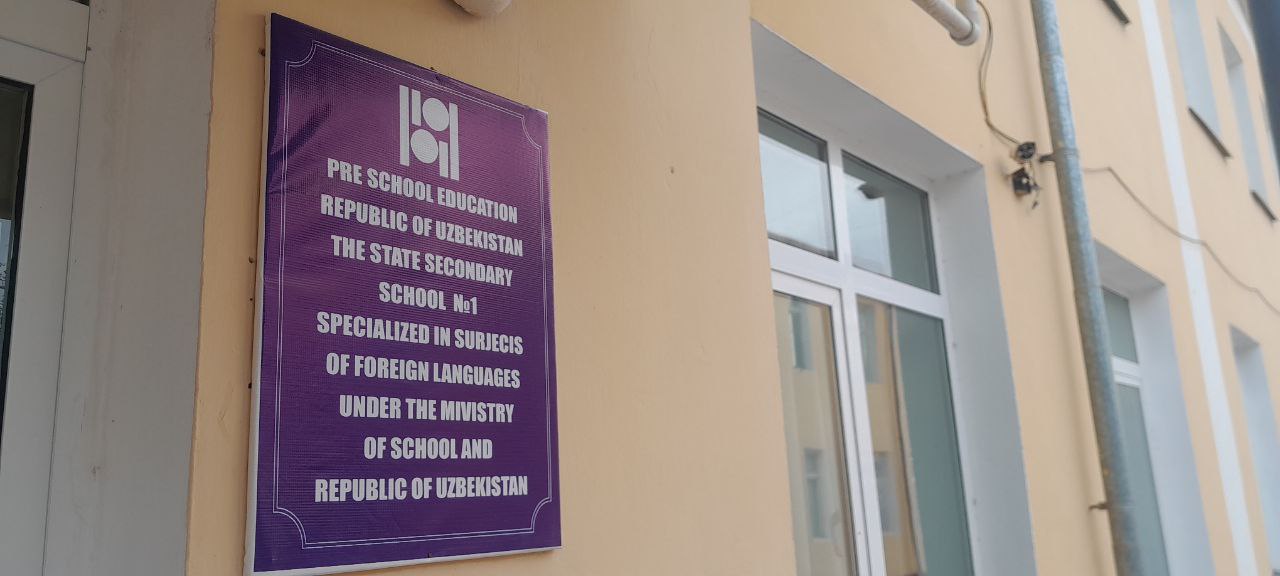 PRE SCHOOL EDUCATION
REPUBLIC OF UZBEKISTAN
THE STATE SECONDARY
SCHOOL №1
SPECIALIZED IN SURJECIS
OF FOREIGN LANGUAGES
UNDER THE MIVISTRY
OF SCHOOL AND
REPUBLIC OF UZBEKISTAN